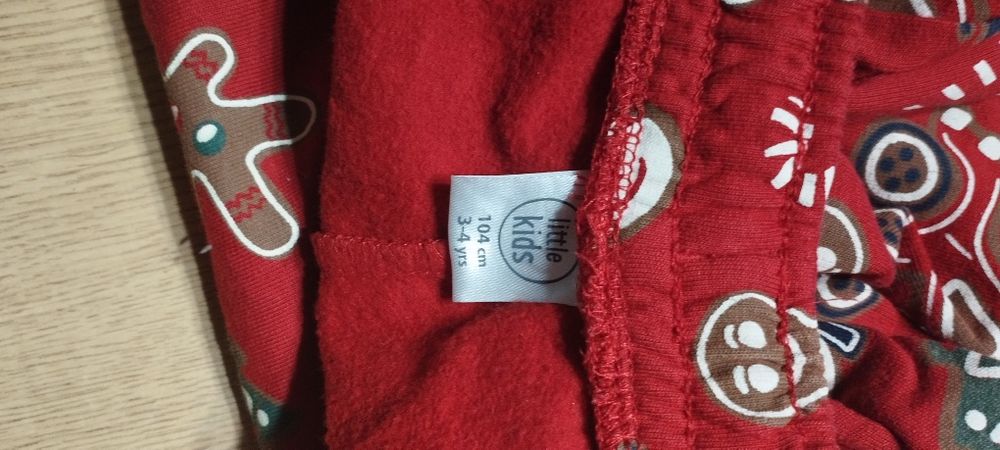 little
kids
104 cm
3-4 yrs